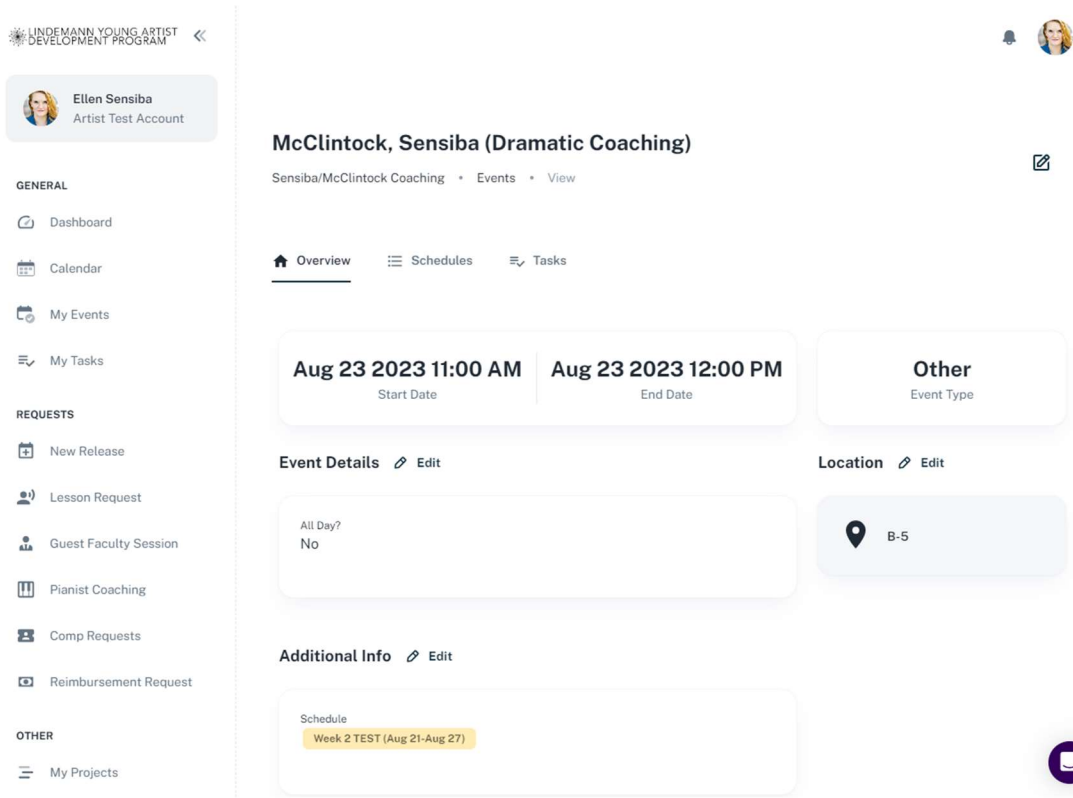 LINDEMANN YOUNG ARTIST
DEVELOPMENT PROGRAM
Ellen Sensiba
Artist Test Account
GENERAL
Dashboard
Calendar
My Events
My Tasks
REQUESTS
New Release
Lesson Request
Guest Faculty Session
Pianist Coaching
Comp Requests
Reimbursement Request
OTHER
My Projects
McClintock, Sensiba (Dramatic Coaching)
Sensiba/McClintock Coaching • Events • View
Overview Schedules Tasks
Aug 23 2023 11:00 AM
Start Date
Aug 23 2023 12:00 PM
End Date
Other
Event Type
Event Details Edit
All Day?
No
Location Edit
B-5
Additional Info Edit
Schedule
Week 2 TEST (Aug 21-Aug 27)